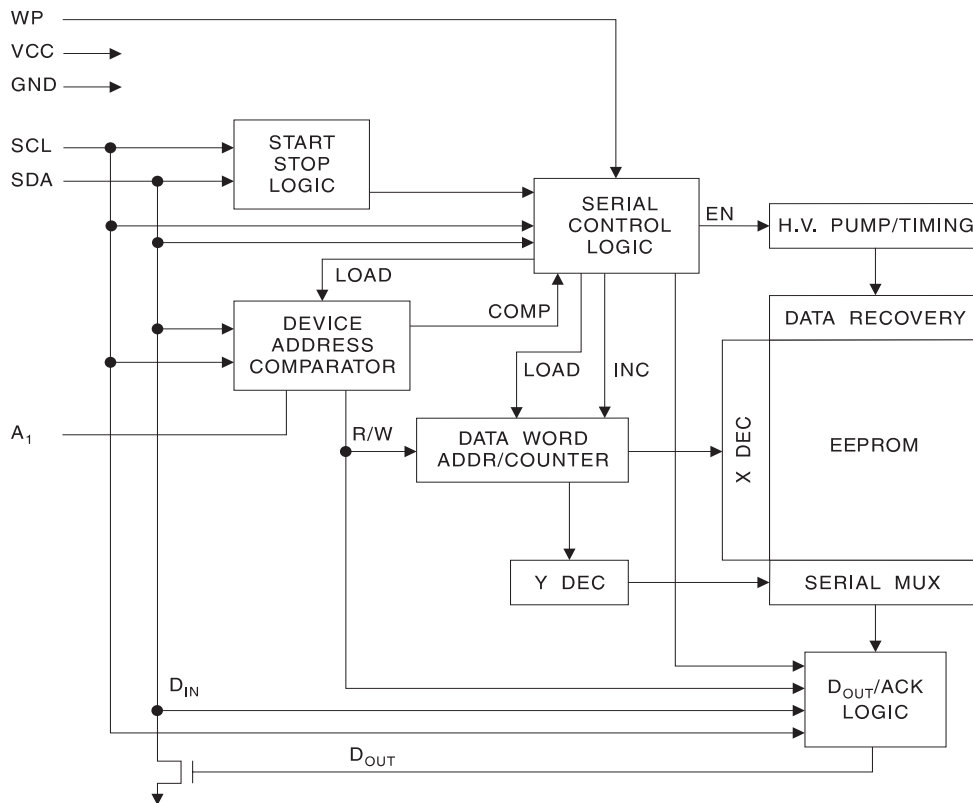 WP
VCC
GND
SCL
SDA
START
STOP
LOGIC
SERIAL
CONTROL
LOGIC
EN
H.V. PUMP/TIMING
LOAD
COMP
DEVICE
ADDRESS
COMPARATOR
DATA RECOVERY
LOAD
INC
A1
R/W
DATA WORD
ADDR/COUNTER
X DEC
EEPROM
Y DEC
SERIAL MUX
DIN
DOUT/ACK
LOGIC
DOUT